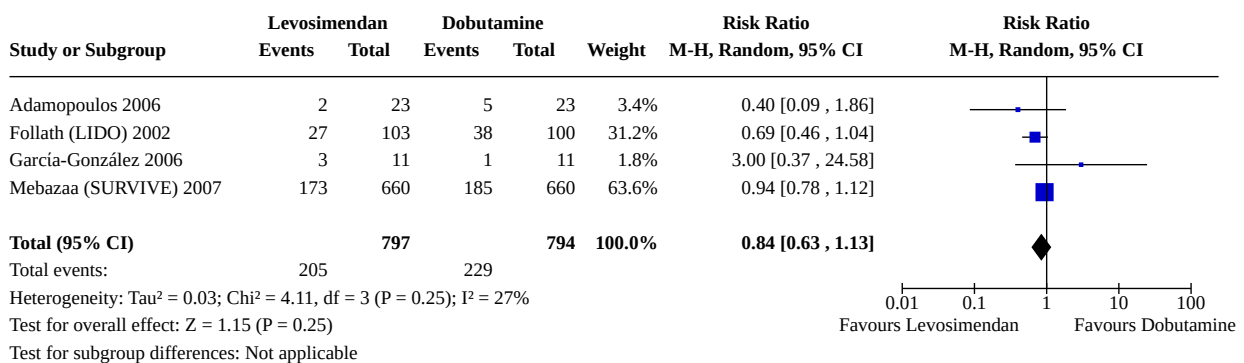 Levosimendan Dobutamine Risk Ratio Risk Ratio
Study or Subgroup Events Total Events Total Weight M-H, Random, 95% CI M-H, Random, 95% CI
Adamopoulos 2006 2 23 5 23 3.4% 0.40 [0.09 , 1.86]
Follath (LIDO) 2002 27 103 38 100 31.2% 0.69 [0.46 , 1.04]
García-González 2006 3 11 1 11 1.8% 3.00 [0.37 , 24.58]
Mebazaa (SURVIVE) 2007 173 660 185 660 63.6% 0.94 [0.78 , 1.12]
Total (95% CI) 797 794 100.0% 0.84 [0.63 , 1.13]
Total events: 205 229
Heterogeneity: Tau² = 0.03; Chi² = 4.11, df = 3 (P = 0.25); I² = 27%
0.01 0.1 1 10 100
Test for overall effect: Z = 1.15 (P = 0.25)
Favours Levosimendan Favours Dobutamine
Test for subgroup differences: Not applicable